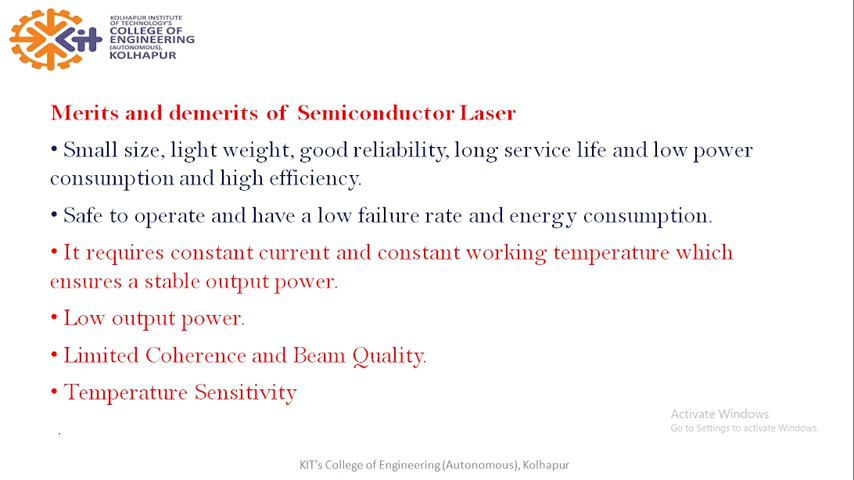 KOLHAPUR INSTITUTE
OF TECHNOLOGY'S
COLLEGE OF
ENGINEERING
(AUTONOMOUS),
KOLHAPUR
KIT
Merits and demerits of Semiconductor Laser
• Small size, light weight, good reliability, long service life and low power
consumption and high efficiency.
• Safe to operate and have a low failure rate and energy consumption.
• It requires constant current and constant working temperature which
ensures a stable output power.
• Low output power.
• Limited Coherence and Beam Quality.
• Temperature Sensitivity
.
Activate Windows
Go to Settings to activate Windows.
KIT's College of Engineering (Autonomous), Kolhapur